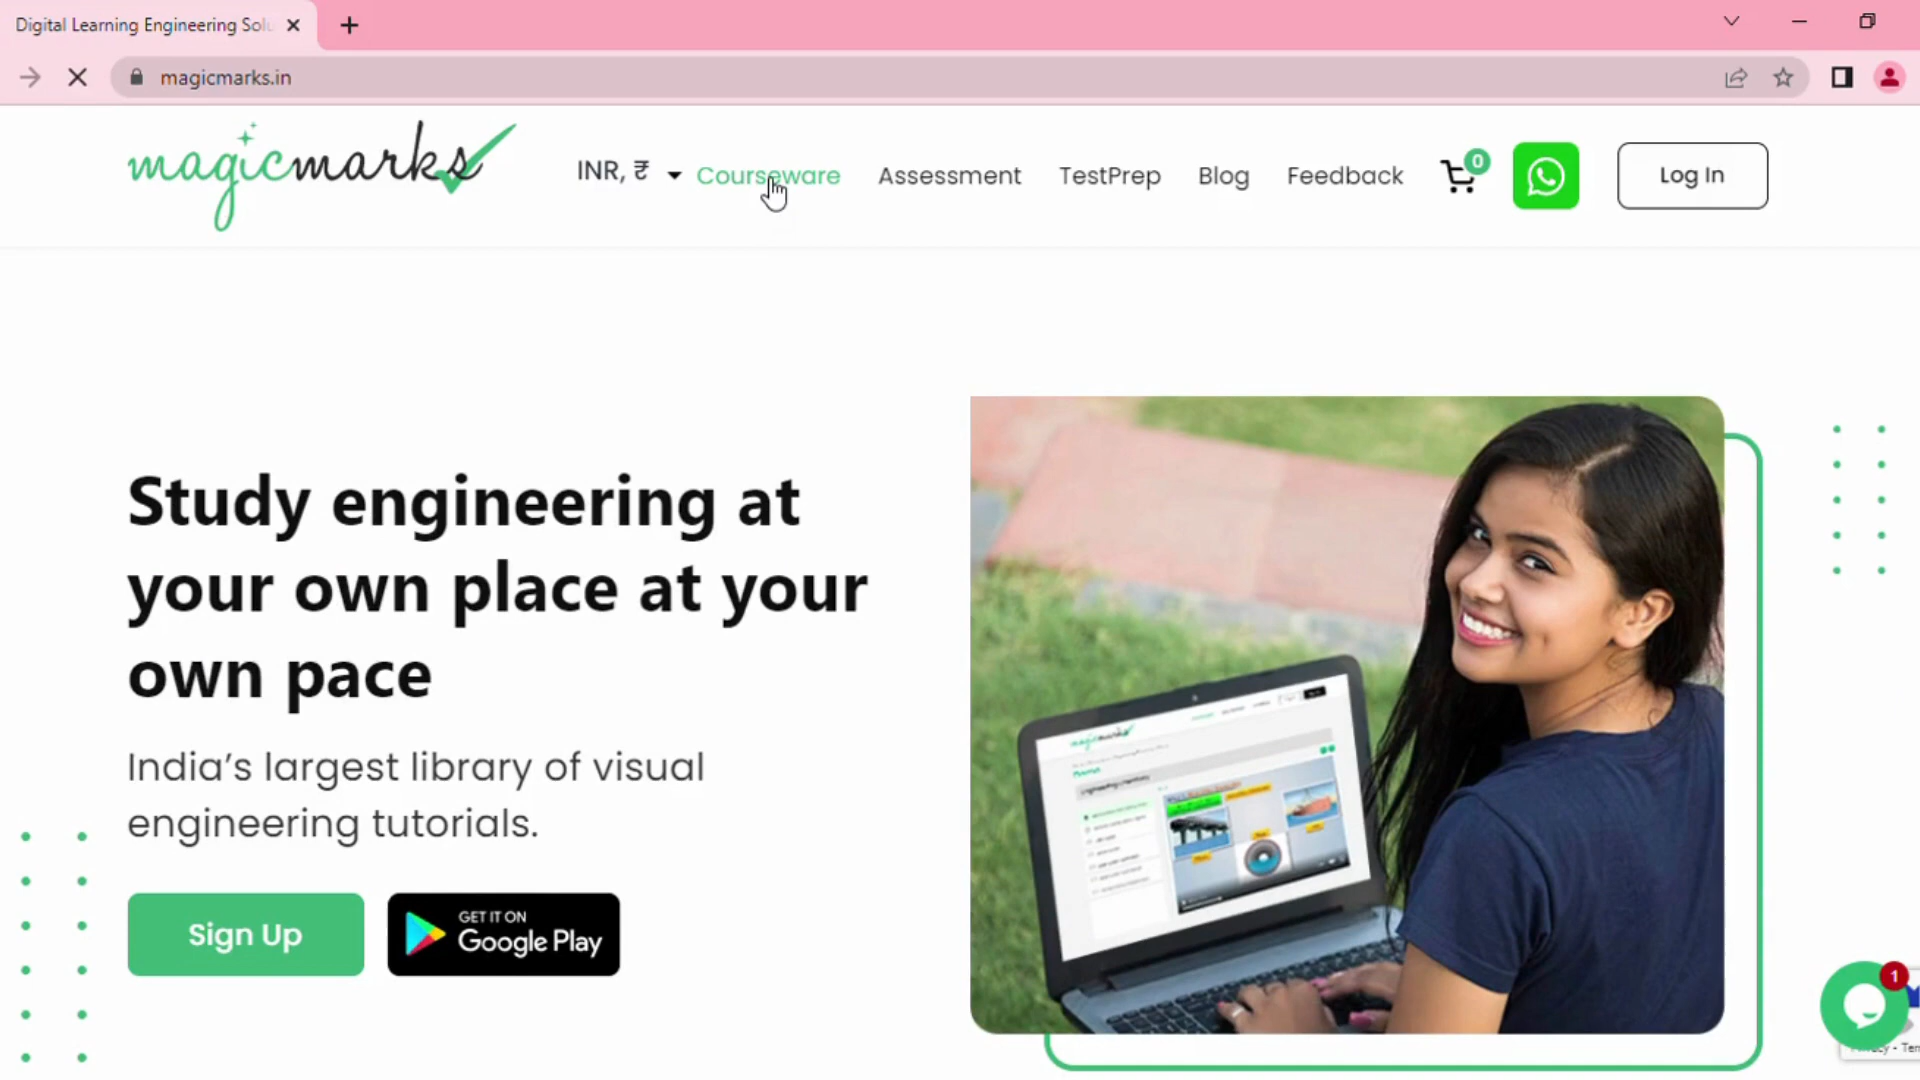 Digital Learning Engineering Solu
magicmarks.in
magicmarks
INR, ₹
Courseware
Assessment
TestPrep
Blog
Feedback
0
Log In
Study engineering at
your own place at your
own pace
India’s largest library of visual
engineering tutorials.
Sign Up
GET IT ON
Google Play
magicmarks
1